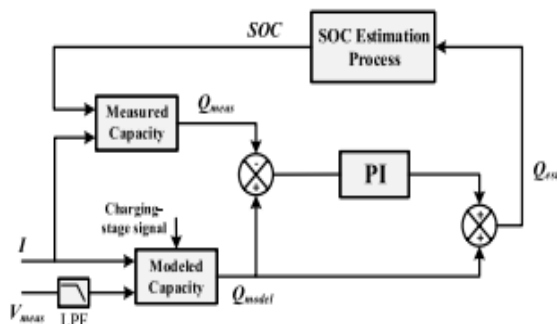 SOC
SOC Estimation
Process
Measured
Capacity
Qmeas
-
+
PI
+
+
Qest
Charging-
stage signal
I
Modeled
Capacity
Qmodel
Vmeas
LPF